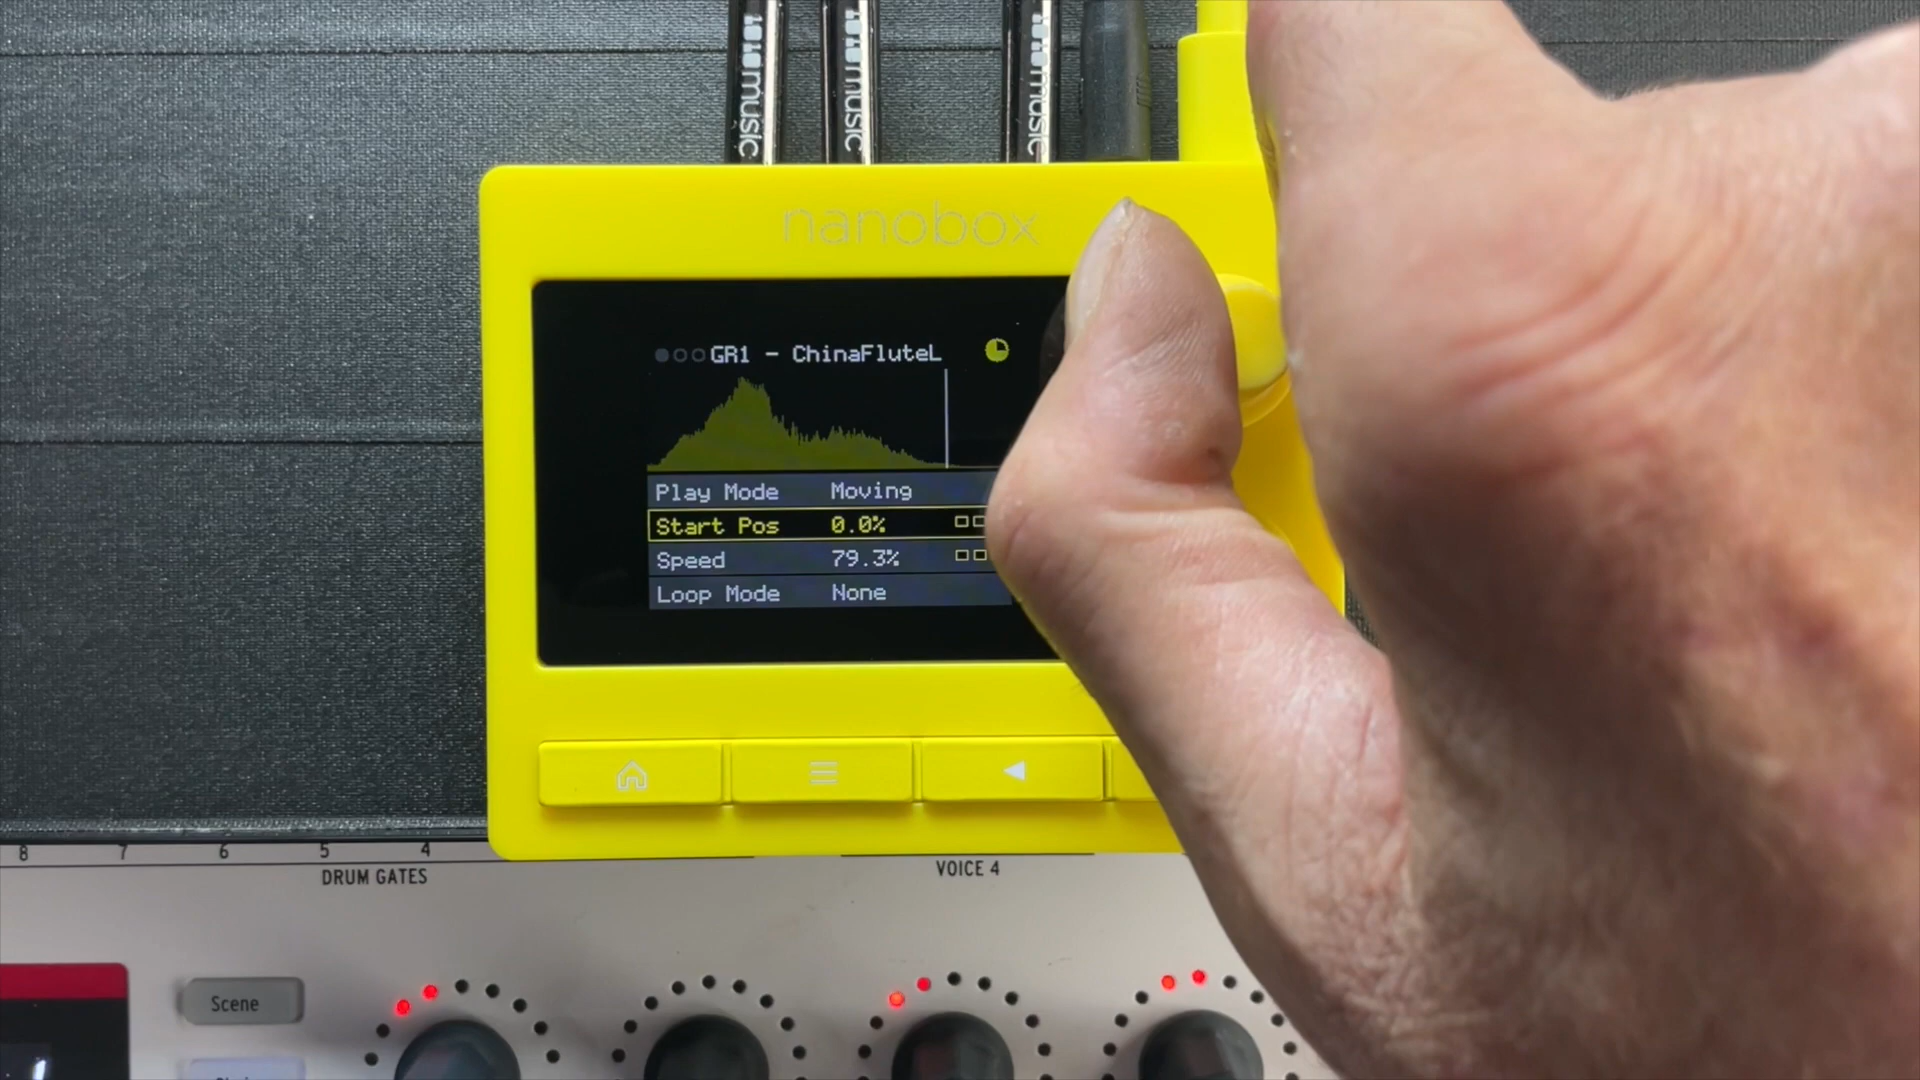 1010music
1010music
1010music
nanobox
GR1 - ChinaFluteL
Play Mode Moving
Start Pos 0.0%
Speed 79.3%
Loop Mode None
8 7 6 5 4
DRUM GATES
VOICE 4
Scene